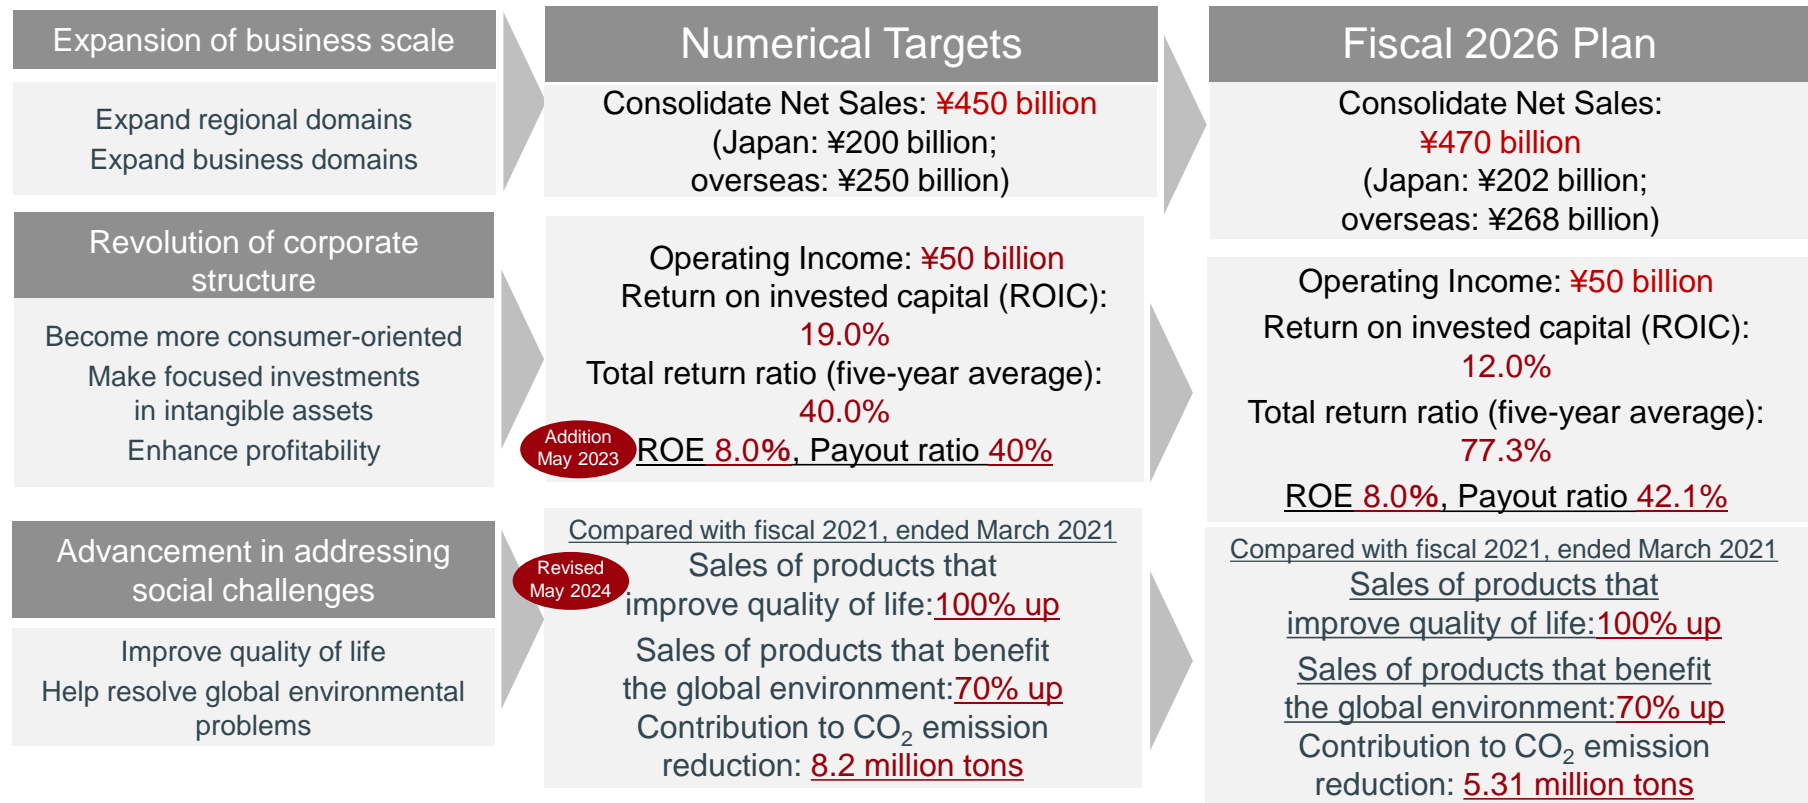 Expansion of business scale
Expand regional domains
Expand business domains
Revolution of corporate
structure
Become more consumer-oriented
Make focused investments
in intangible assets
Enhance profitability
Advancement in addressing
social challenges
Improve quality of life
Help resolve global environmental
problems
Numerical Targets
Consolidate Net Sales: ¥450 billion
(Japan: ¥200 billion;
overseas: ¥250 billion)
Operating Income: ¥50 billion
Return on invested capital (ROIC):
19.0%
Total return ratio (five-year average):
40.0%
Addition
May 2023
ROE 8.0%, Payout ratio 40%
Compared with fiscal 2021, ended March 2021
Revised
May 2024
Sales of products that
improve quality of life:100% up
Sales of products that benefit
the global environment:70% up
Contribution to CO2 emission
reduction: 8.2 million tons
Fiscal 2026 Plan
Consolidate Net Sales:
¥470 billion
(Japan: ¥202 billion;
overseas: ¥268 billion)
Operating Income: ¥50 billion
Return on invested capital (ROIC):
12.0%
Total return ratio (five-year average):
77.3%
ROE 8.0%, Payout ratio 42.1%
Compared with fiscal 2021, ended March 2021
Sales of products that
improve quality of life:100% up
Sales of products that benefit
the global environment:70% up
Contribution to CO2 emission
reduction: 5.31 million tons